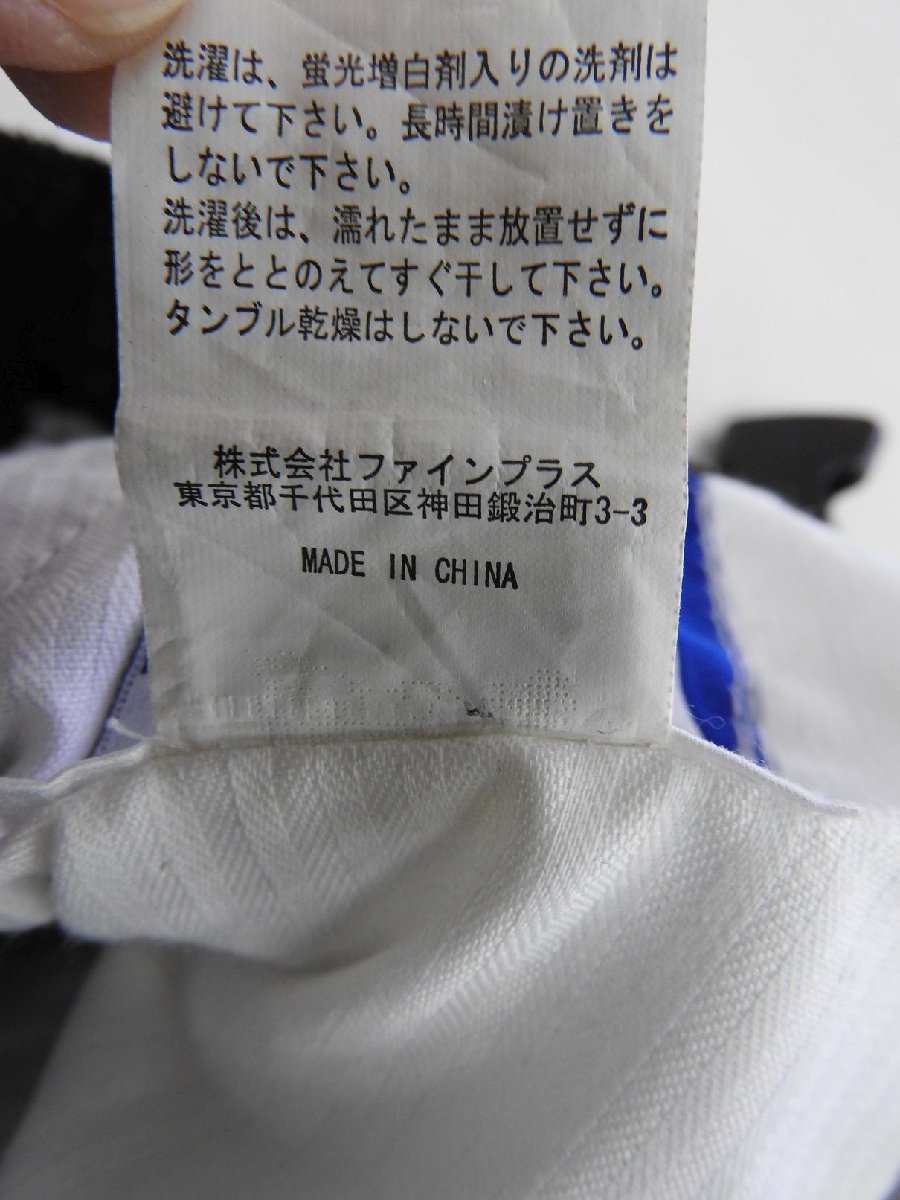 洗濯は、蛍光増白剤入りの洗剤は
避けて下さい。長時間漬け置きを
しないで下さい。
洗濯後は、濡れたまま放置せずに
形をととのえてすぐ干して下さい。
タンブル乾燥はしないで下さい。
株式会社ファインプラス
東京都千代田区神田鍛治町3-3
MADE IN CHINA